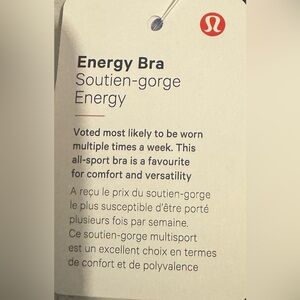 Energy Bra
Soutien-gorge
Energy
Voted most likely to be worn
multiple times a week. This
all-sport bra is a favourite
for comfort and versatility
A reçu le prix du soutien-gorge
le plus susceptible d'être porté
plusieurs fois par semaine.
Ce soutien-gorge multisport
est un excellent choix en termes
de confort et de polyvalence